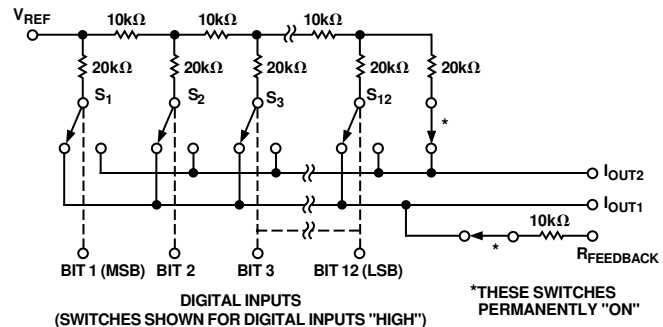 VREF
10kΩ 10kΩ 10kΩ
20kΩ 20kΩ 20kΩ 20kΩ 20kΩ
S1 S2 S3 S12
*
IOUT2
IOUT1
10kΩ
*
RFEEDBACK
BIT 1 (MSB) BIT 2 BIT 3 BIT 12 (LSB)
DIGITAL INPUTS
(SWITCHES SHOWN FOR DIGITAL INPUTS "HIGH")
*THESE SWITCHES
PERMANENTLY "ON"